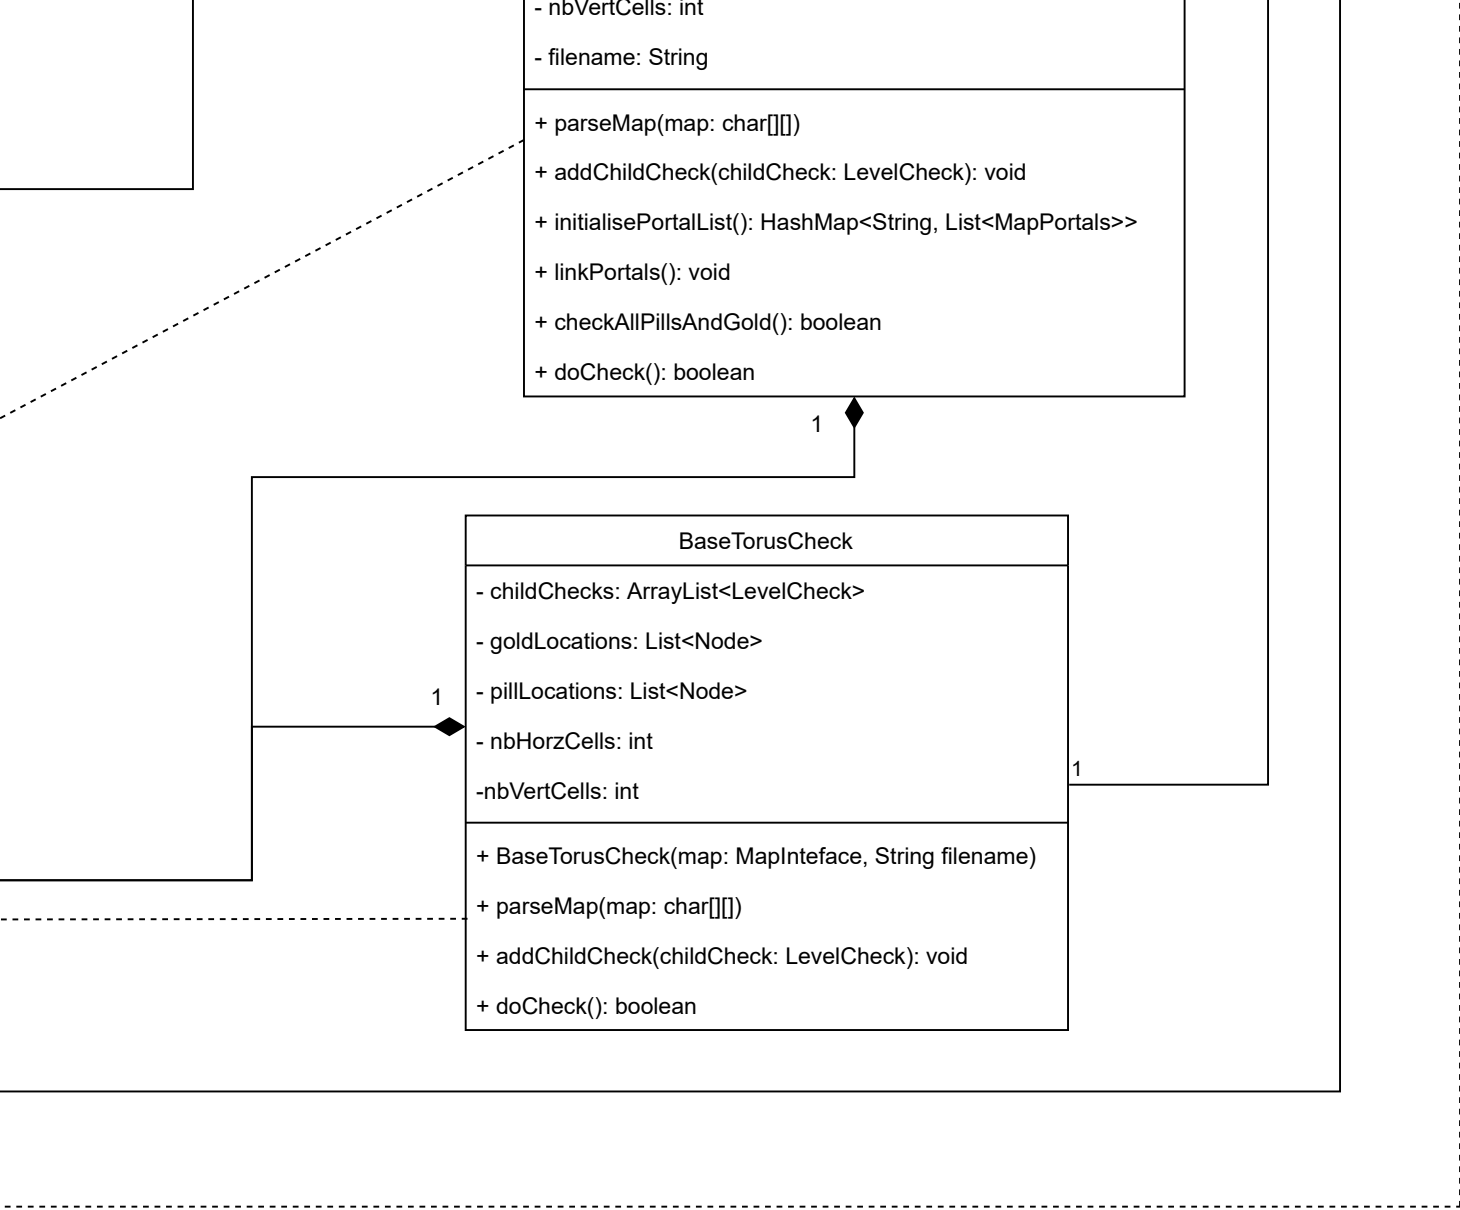 - nbVertCells: int
- filename: String
+ parseMap(map: char[][])
+ addChildCheck(childCheck: LevelCheck): void
+ initialisePortalList(): HashMap<String, List<MapPortals>>
+ linkPortals(): void
+ checkAllPillsAndGold(): boolean
+ doCheck(): boolean
1
BaseTorusCheck
- childChecks: ArrayList<LevelCheck>
- goldLocations: List<Node>
1
- pillLocations: List<Node>
- nbHorzCells: int
1
-nbVertCells: int
+ BaseTorusCheck(map: MapInteface, String filename)
+ parseMap(map: char[][])
+ addChildCheck(childCheck: LevelCheck): void
+ doCheck(): boolean